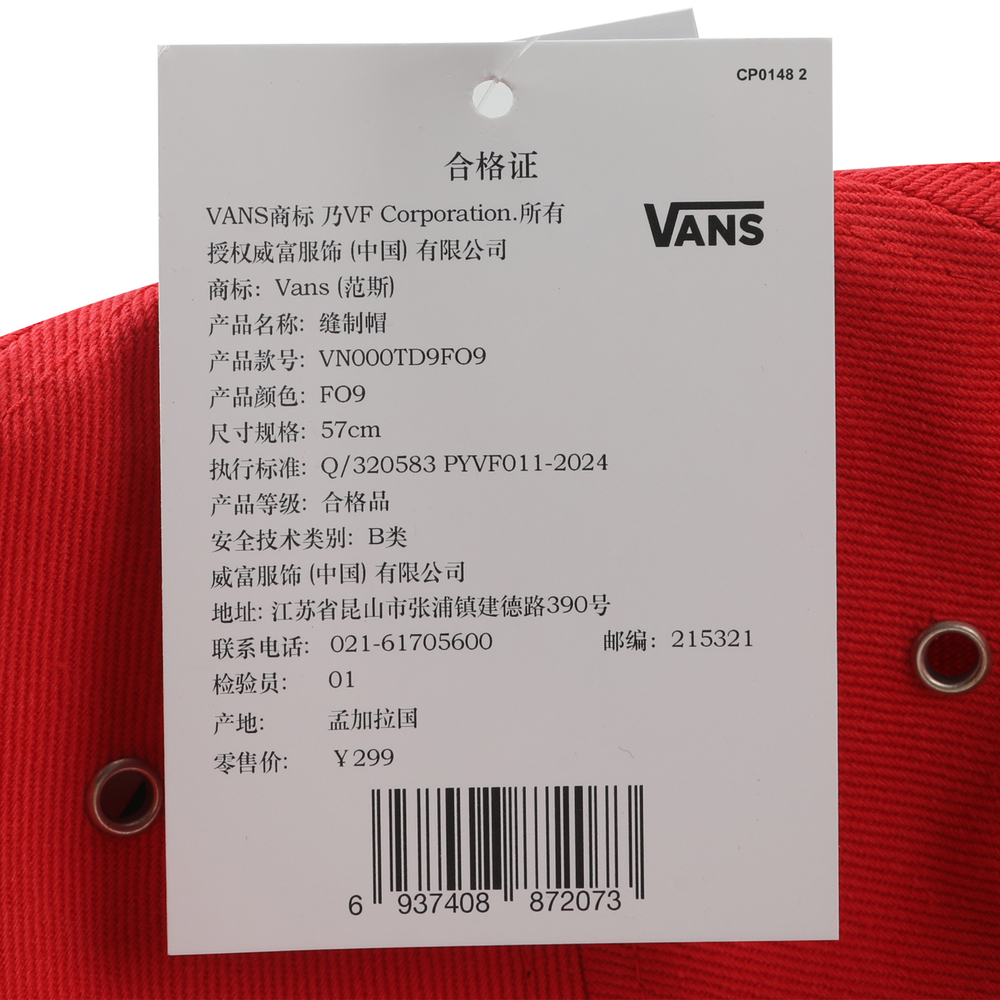 CP0148 2
合格证
VANS商标 乃VF Corporation.所有
VANS
授权威富服饰 (中国) 有限公司
商标: Vans (范斯)
产品名称: 缝制帽
产品款号: VN000TD9FO9
产品颜色: FO9
尺寸规格: 57cm
执行标准: Q/320583 PYVF011-2024
产品等级: 合格品
安全技术类别: B类
威富服饰 (中国) 有限公司
地址: 江苏省昆山市张浦镇建德路390号
联系电话: 021-61705600 邮编: 215321
检验员: 01
产地: 孟加拉国
零售价: ¥299
6 937408 872073